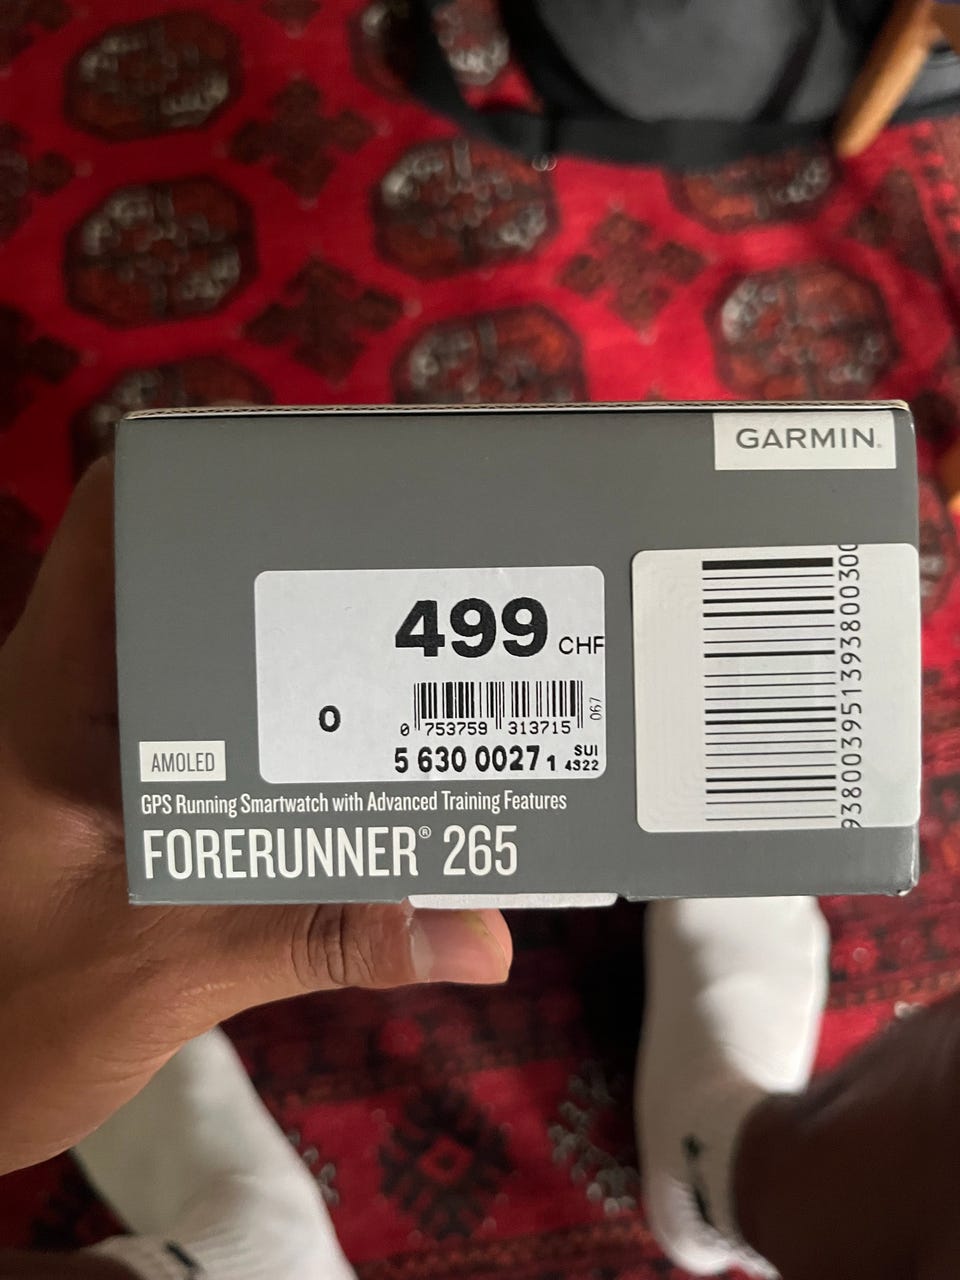 GARMIN.
499 CHF
0
0 753759 313715
067
5 630 0027 1 SUI 4322
938003951393800300
AMOLED
GPS Running Smartwatch with Advanced Training Features
FORERUNNER® 265